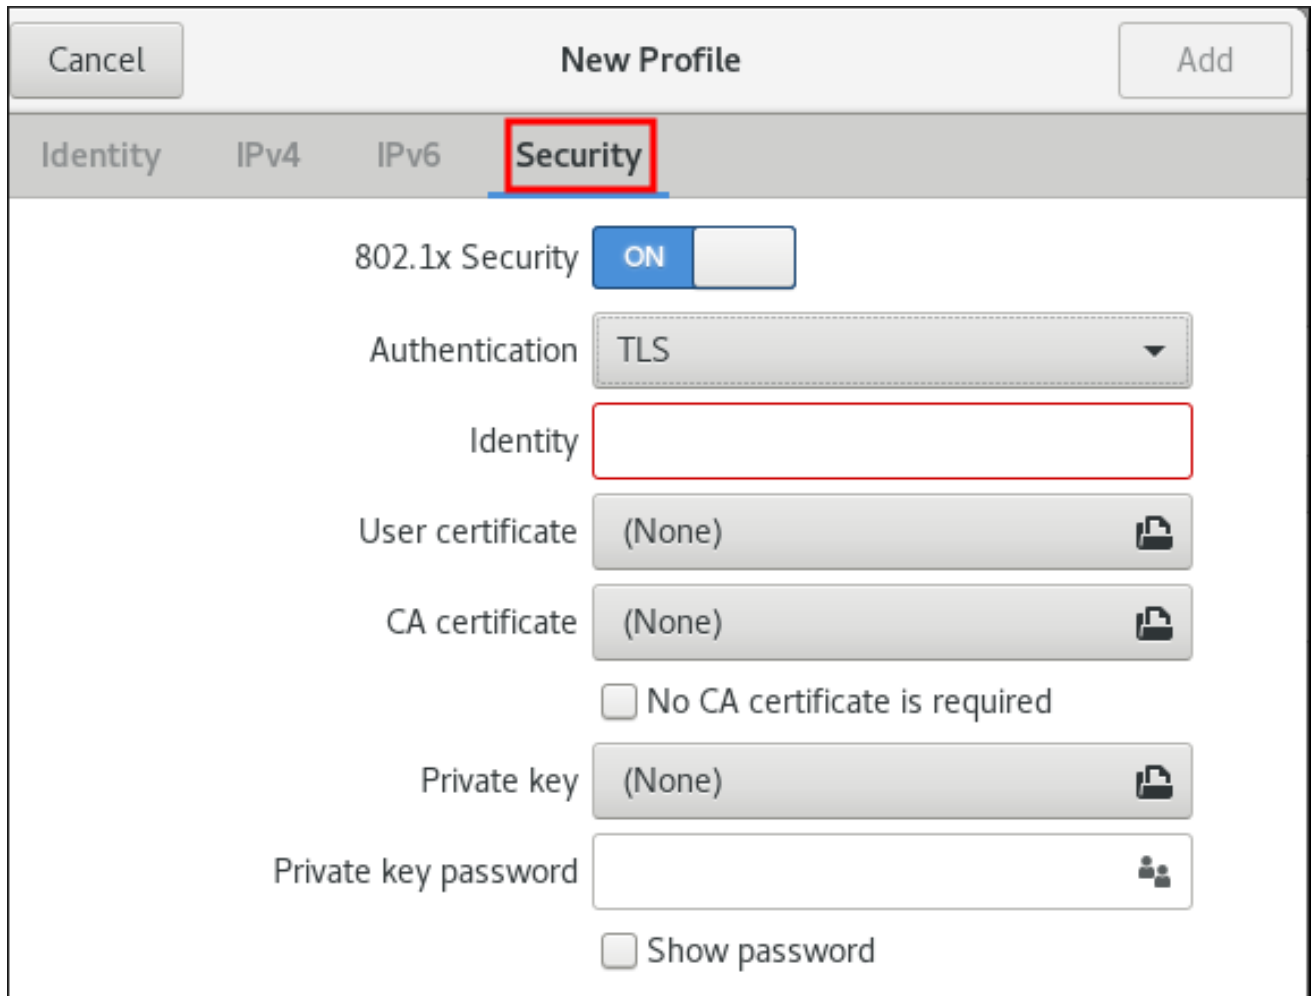 Cancel New Profile Add
Identity IPv4 IPv6 Security
802.1x Security ON
Authentication TLS
Identity
User certificate (None)
CA certificate (None)
No CA certificate is required
Private key (None)
Private key password
Show password